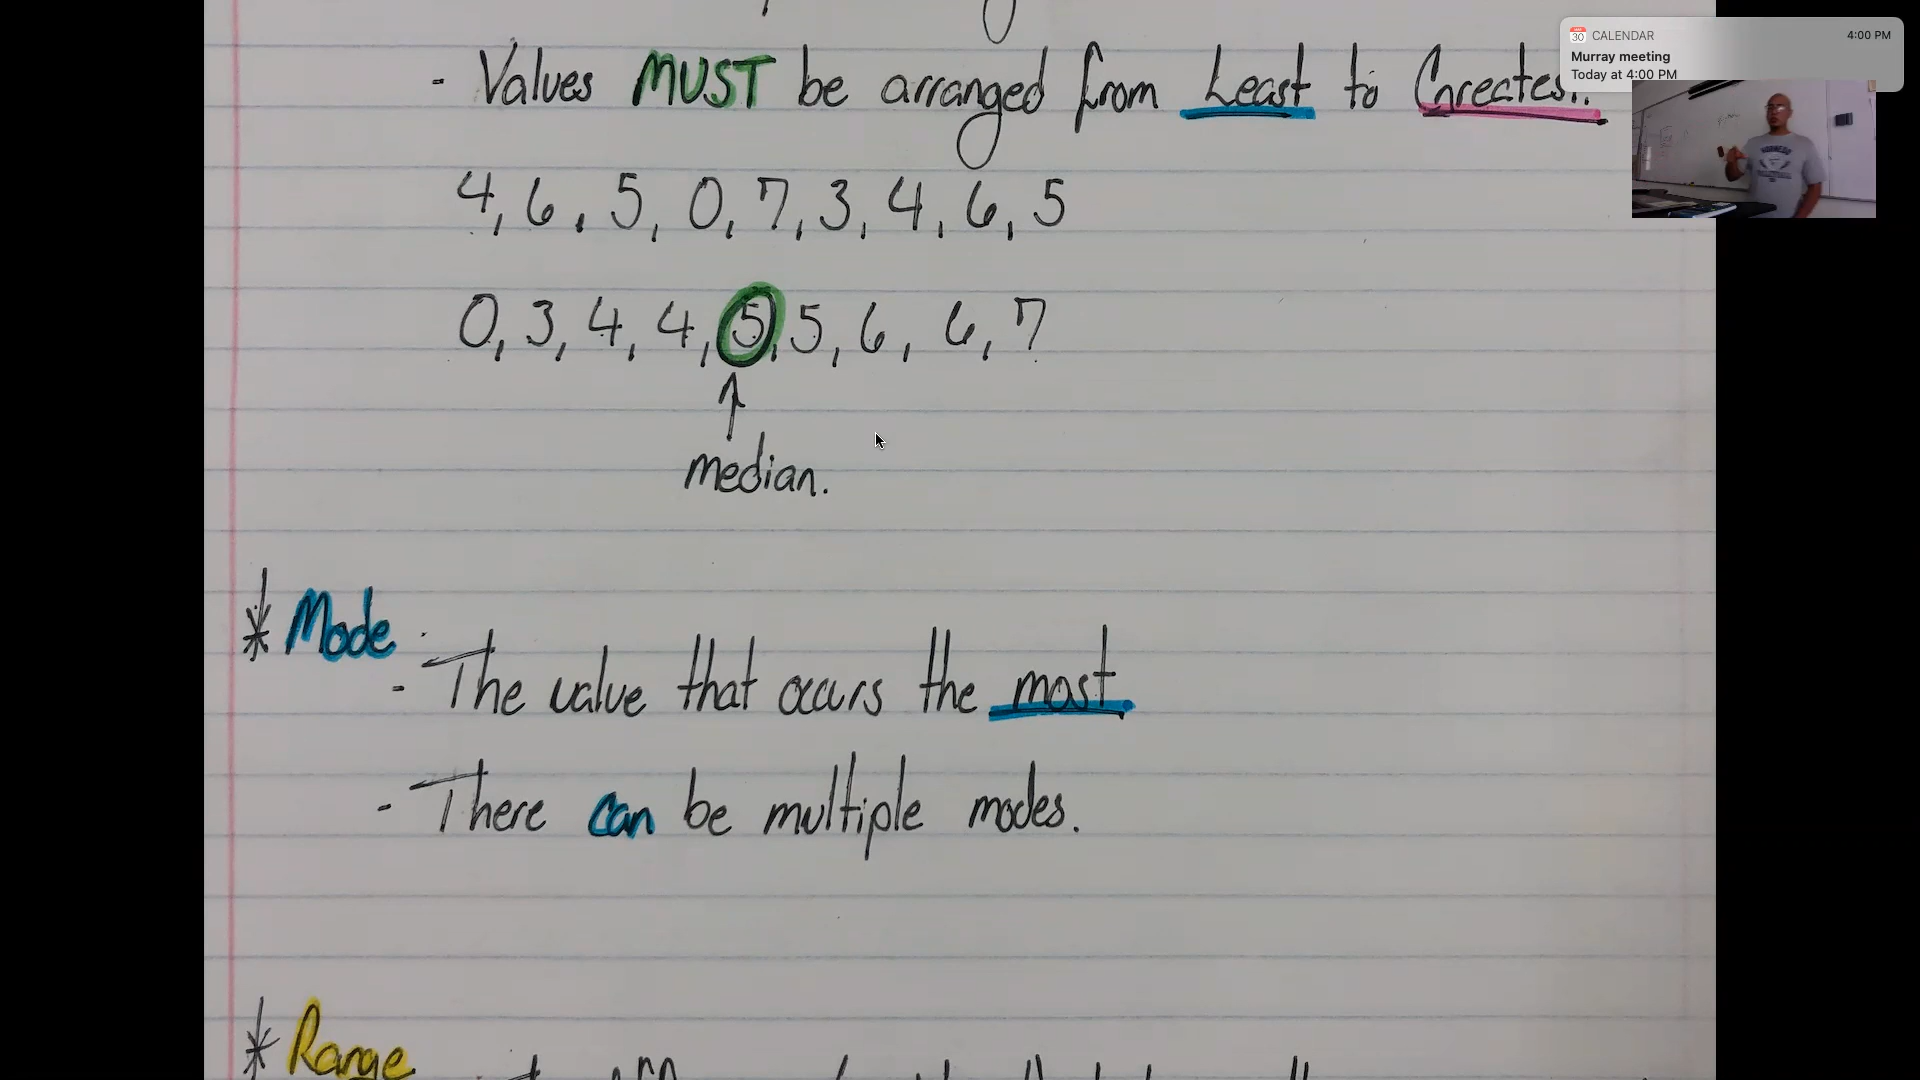 CALENDAR 4:00 PM
Murray meeting
Today at 4:00 PM
- Values MUST be arranged from Least to Greatest.
4, 6, 5, 0, 7, 3, 4, 6, 5
0, 3, 4, 4, 5, 5, 6, 6, 7
median.
* Mode
- The value that occurs the most
- There can be multiple modes.
* Range